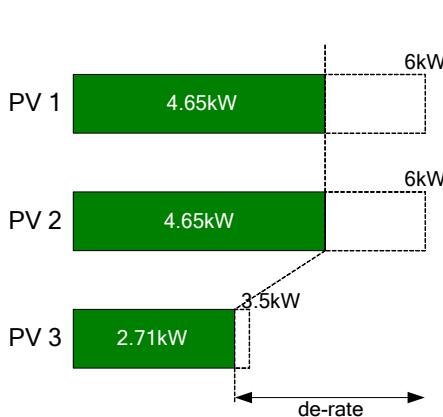 6kW
PV 1
4.65kW
6kW
PV 2
4.65kW
3.5kW
PV 3
2.71kW
de-rate